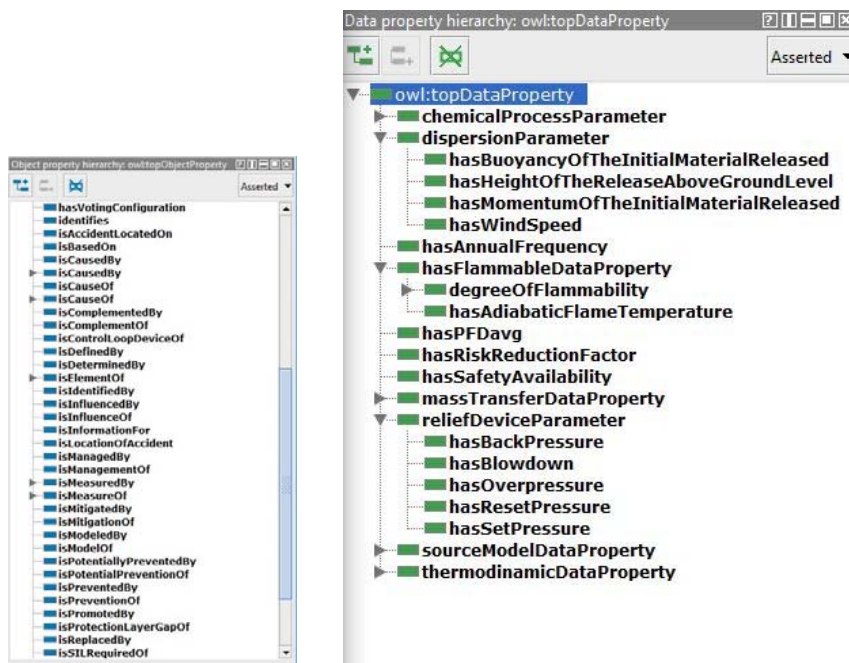 Object property hierarchy: owl:topObjectProperty
Asserted
hasVotingConfiguration
identifies
isAccidentLocatedOn
isBasedOn
isCausedBy
isCausedBy
isCauseOf
isCauseOf
isComplementedBy
isComplementOf
isControlLoopDeviceOf
isDefinedBy
isDeterminedBy
isElementOf
isIdentifiedBy
isInfluencedBy
isInfluenceOf
isInformationFor
isLocationOfAccident
isManagedBy
isManagementOf
isMeasuredBy
isMeasureOf
isMitigatedBy
isMitigationOf
isModeledBy
isModelOf
isPotentiallyPreventedBy
isPotentialPreventionOf
isPreventedBy
isPreventionOf
isPromotedBy
isProtectionLayerGapOf
isReplacedBy
isSILRequiredOf
Data property hierarchy: owl:topDataProperty
Asserted
owl:topDataProperty
chemicalProcessParameter
dispersionParameter
hasBuoyancyOfTheInitialMaterialReleased
hasHeightOfTheReleaseAboveGroundLevel
hasMomentumOfTheInitialMaterialReleased
hasWindSpeed
hasAnnualFrequency
hasFlammableDataProperty
degreeOfFlammability
hasAdiabaticFlameTemperature
hasPFDavg
hasRiskReductionFactor
hasSafetyAvailability
massTransferDataProperty
reliefDeviceParameter
hasBackPressure
hasBlowdown
hasOverpressure
hasResetPressure
hasSetPressure
sourceModelDataProperty
thermodinamicDataProperty